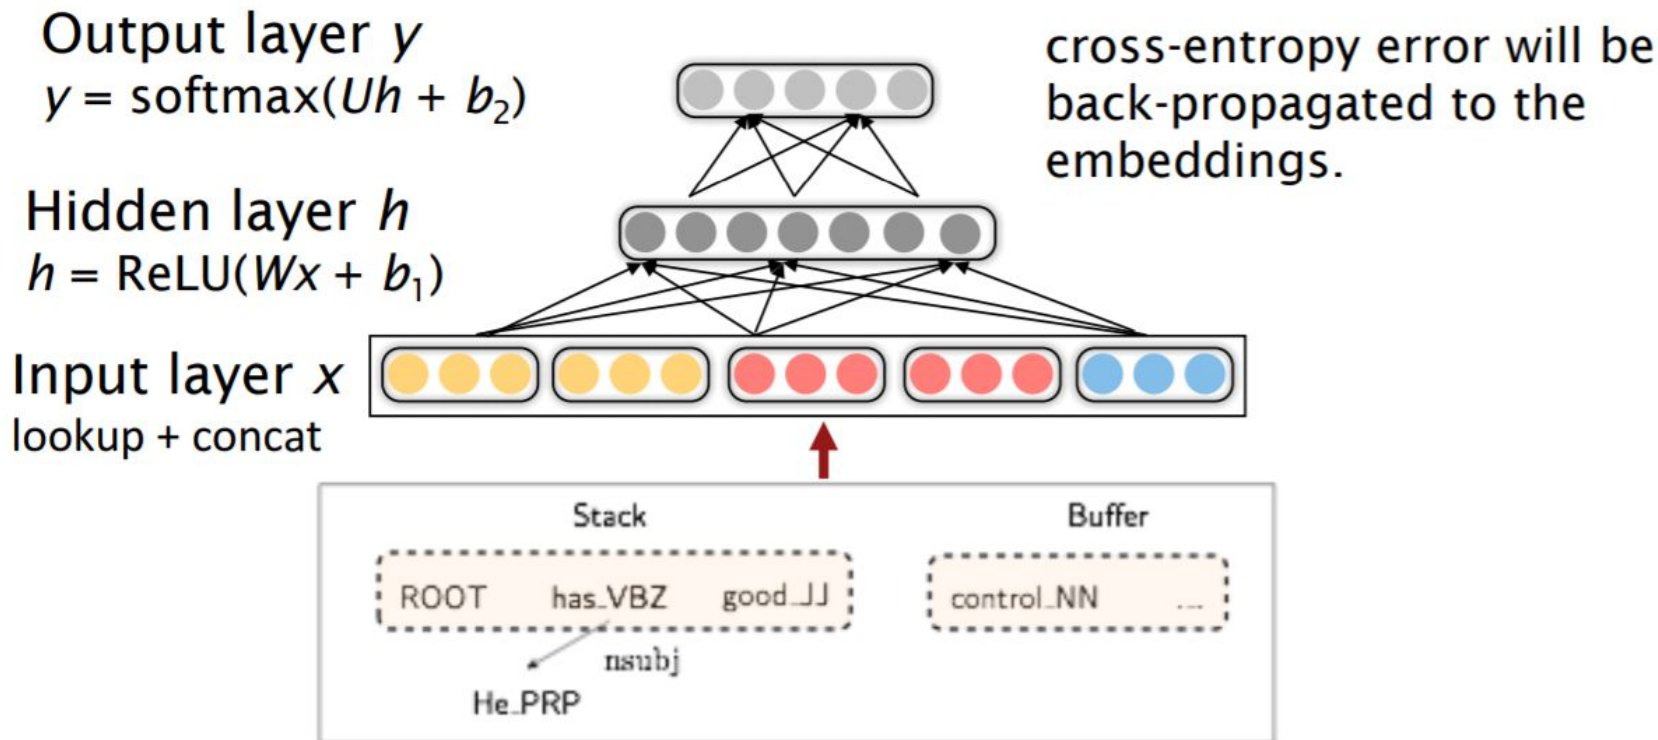 Output layer y
y = softmax(Uh + b₂)
cross-entropy error will be
back-propagated to the
embeddings.
Hidden layer h
h = ReLU(Wx + b₁)
Input layer x
lookup + concat
Stack
Buffer
ROOT has_VBZ good_JJ
control_NN ...
nsubj
He_PRP